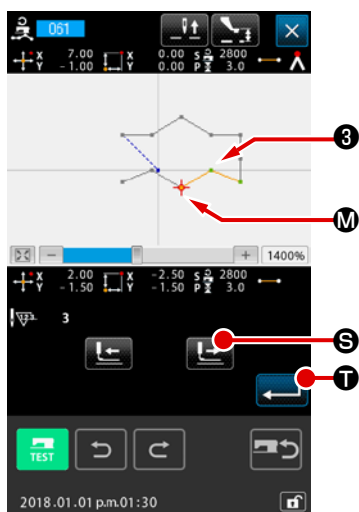 061
X 7.00 X 0.00 S 2800
Y -1.00 Y 0.00 P 3.0
3
M
1400%
X 2.00 X -2.50 S 2800
Y -1.50 Y -1.50 P 3.0
3
S
T
TEST
2018.01.01 p.m.01:30